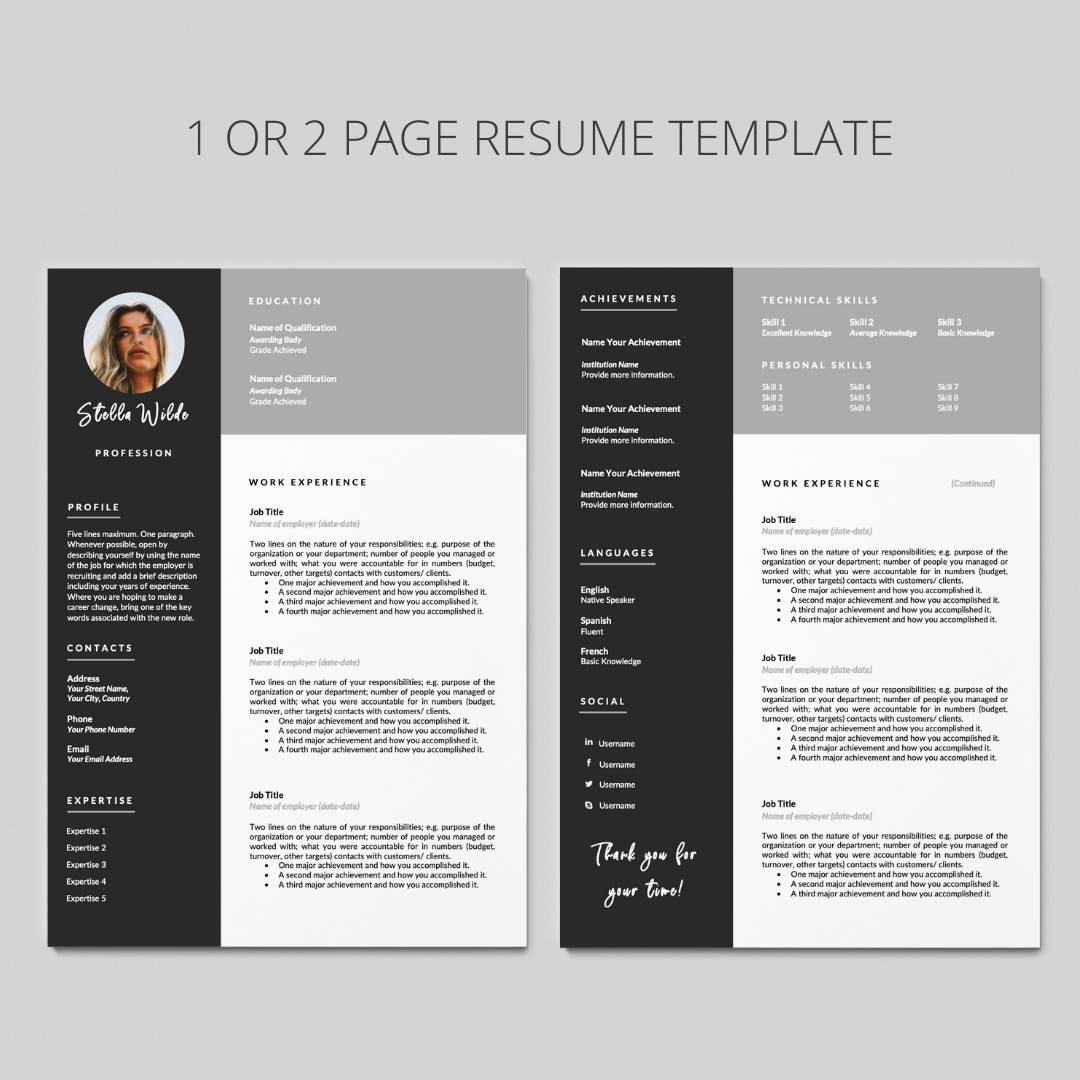 1 OR 2 PAGE RESUME TEMPLATE
Stella Wilde
PROFESSION
PROFILE
Five lines maximum. One paragraph.
Whenever possible, open by
describing yourself by using the name
of the job for which the employer is
recruiting and add a brief description
including your years of experience.
Where you are hoping to make a
career change, bring one of the key
words associated with the new role.
CONTACTS
Address
Your Street Name,
Your City, Country
Phone
Your Phone Number
Email
Your Email Address
EXPERTISE
Expertise 1
Expertise 2
Expertise 3
Expertise 4
Expertise 5
EDUCATION
Name of Qualification
Awarding Body
Grade Achieved
Name of Qualification
Awarding Body
Grade Achieved
WORK EXPERIENCE
Job Title
Name of employer (date-date)
Two lines on the nature of your responsibilities; e.g. purpose of the
organization or your department; number of people you managed or
worked with; what you were accountable for in numbers (budget,
turnover, other targets) contacts with customers/ clients.
• One major achievement and how you accomplished it.
• A second major achievement and how you accomplished it.
• A third major achievement and how you accomplished it.
• A fourth major achievement and how you accomplished it.
Job Title
Name of employer (date-date)
Two lines on the nature of your responsibilities; e.g. purpose of the
organization or your department; number of people you managed or
worked with; what you were accountable for in numbers (budget,
turnover, other targets) contacts with customers/ clients.
• One major achievement and how you accomplished it.
• A second major achievement and how you accomplished it.
• A third major achievement and how you accomplished it.
• A fourth major achievement and how you accomplished it.
Job Title
Name of employer (date-date)
Two lines on the nature of your responsibilities; e.g. purpose of the
organization or your department; number of people you managed or
worked with; what you were accountable for in numbers (budget,
turnover, other targets) contacts with customers/ clients.
• One major achievement and how you accomplished it.
• A second major achievement and how you accomplished it.
• A third major achievement and how you accomplished it.
ACHIEVEMENTS
Name Your Achievement
Institution Name
Provide more information.
Name Your Achievement
Institution Name
Provide more information.
Name Your Achievement
Institution Name
Provide more information.
LANGUAGES
English
Native Speaker
Spanish
Fluent
French
Basic Knowledge
SOCIAL
in Username
f Username
Username
Username
Thank you for
your time!
TECHNICAL SKILLS
Skill 1 Skill 2 Skill 3
Excellent Knowledge Average Knowledge Basic Knowledge
PERSONAL SKILLS
Skill 1 Skill 4 Skill 7
Skill 2 Skill 5 Skill 8
Skill 3 Skill 6 Skill 9
WORK EXPERIENCE (Continued)
Job Title
Name of employer (date-date)
Two lines on the nature of your responsibilities; e.g. purpose of the
organization or your department; number of people you managed or
worked with; what you were accountable for in numbers (budget,
turnover, other targets) contacts with customers/ clients.
• One major achievement and how you accomplished it.
• A second major achievement and how you accomplished it.
• A third major achievement and how you accomplished it.
• A fourth major achievement and how you accomplished it.
Job Title
Name of employer (date-date)
Two lines on the nature of your responsibilities; e.g. purpose of the
organization or your department; number of people you managed or
worked with; what you were accountable for in numbers (budget,
turnover, other targets) contacts with customers/ clients.
• One major achievement and how you accomplished it.
• A second major achievement and how you accomplished it.
• A third major achievement and how you accomplished it.
• A fourth major achievement and how you accomplished it.
Job Title
Name of employer (date-date)
Two lines on the nature of your responsibilities; e.g. purpose of the
organization or your department; number of people you managed or
worked with; what you were accountable for in numbers (budget,
turnover, other targets) contacts with customers/ clients.
• One major achievement and how you accomplished it.
• A second major achievement and how you accomplished it.
• A third major achievement and how you accomplished it.